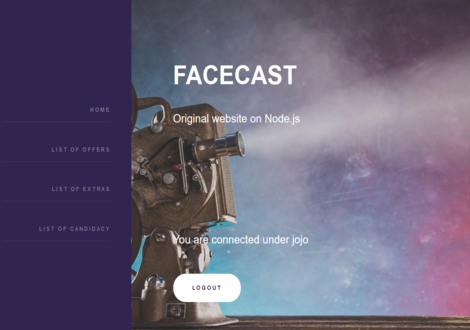 HOME
LIST OF OFFERS
LIST OF EXTRAS
LIST OF CANDIDACY
FACECAST
Original website on Node.js
You are connected under jojo
LOGOUT